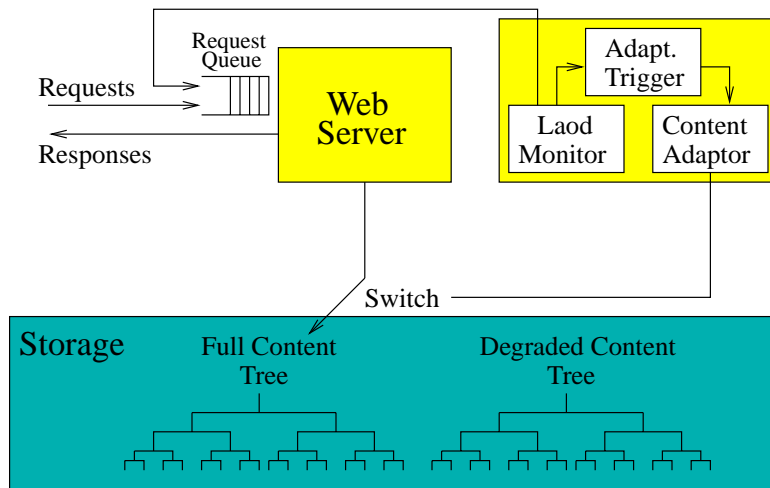 Request
Queue
Requests
Responses
Web
Server
Adapt.
Trigger
Laod
Monitor
Content
Adaptor
Switch
Storage
Full Content
Tree
Degraded Content
Tree